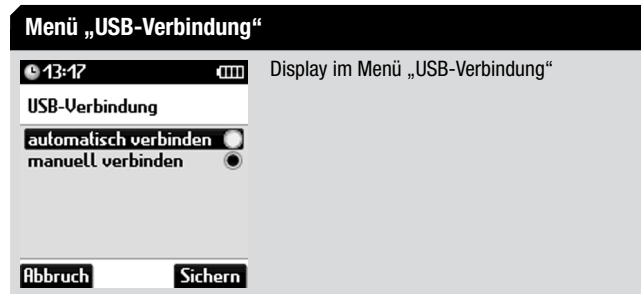 Menü „USB-Verbindung“
13:17
Display im Menü „USB-Verbindung“
USB-Verbindung
automatisch verbinden
manuell verbinden
Abbruch
Sichern